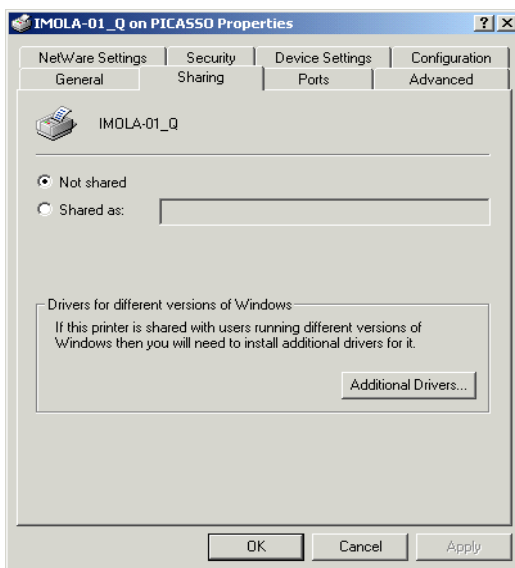 IMOLA-01_Q on PICASSO Properties
NetWare Settings Security Device Settings Configuration
General Sharing Ports Advanced
IMOLA-01_Q
Not shared
Shared as:
Drivers for different versions of Windows
If this printer is shared with users running different versions of
Windows then you will need to install additional drivers for it.
Additional Drivers...
OK Cancel Apply